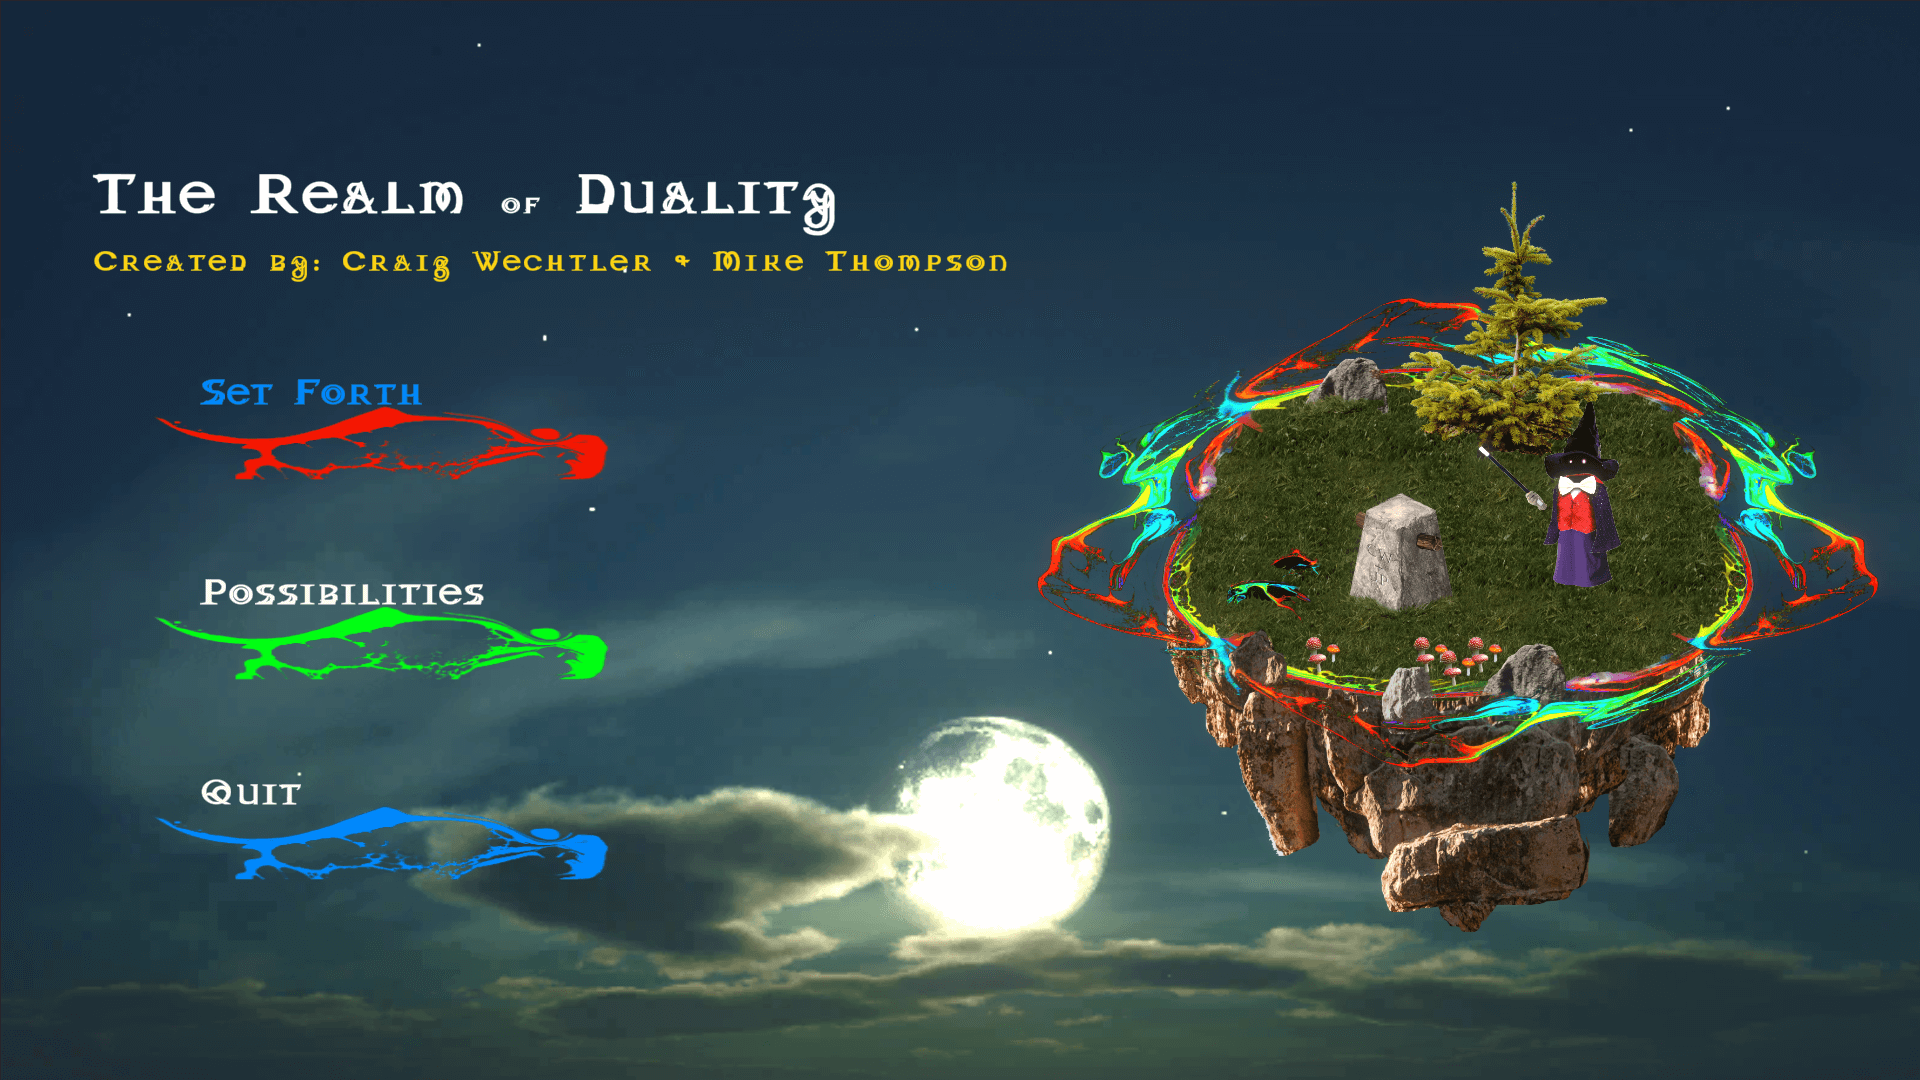 The Realm of Duality
Created by: Craig Wechtler & Mike Thompson
Set Forth
Possibilities
Quit